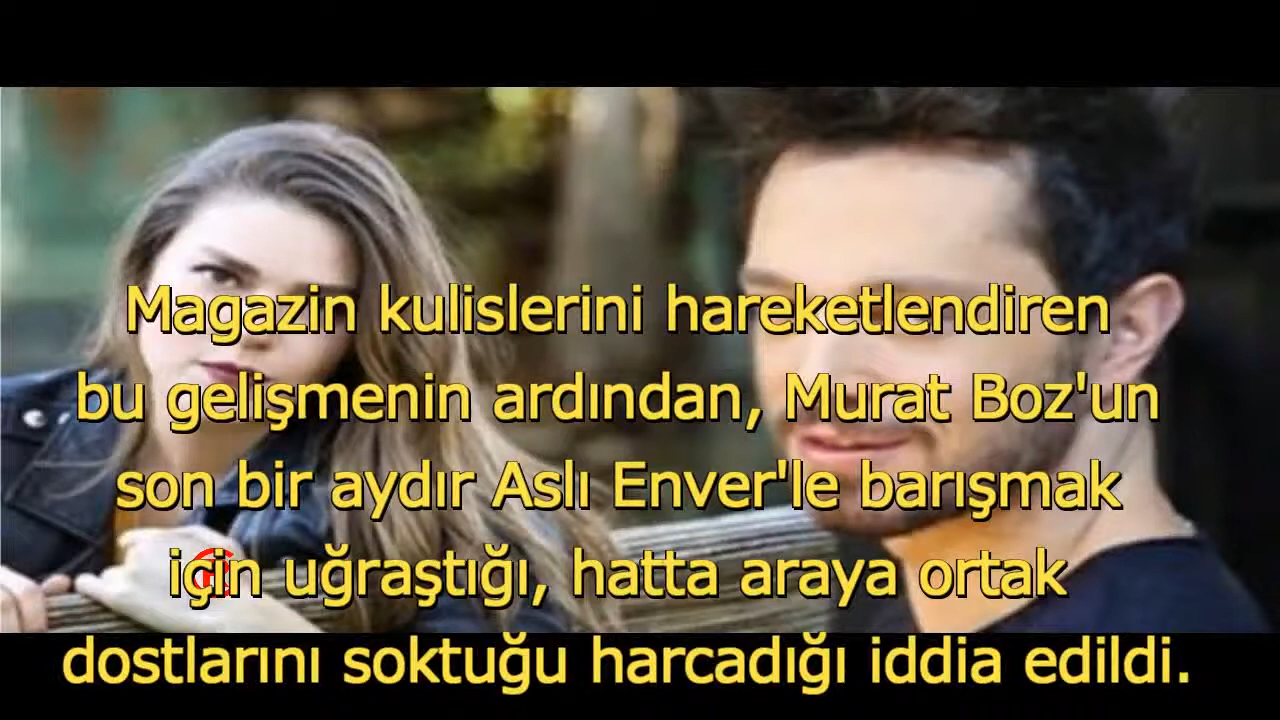 Magazin kulislerini hareketlendiren
bu gelişmenin ardından, Murat Boz'un
son bir aydır Aslı Enver'le barışmak
için uğraştığı, hatta araya ortak
dostlarını soktuğu harcadığı iddia edildi.